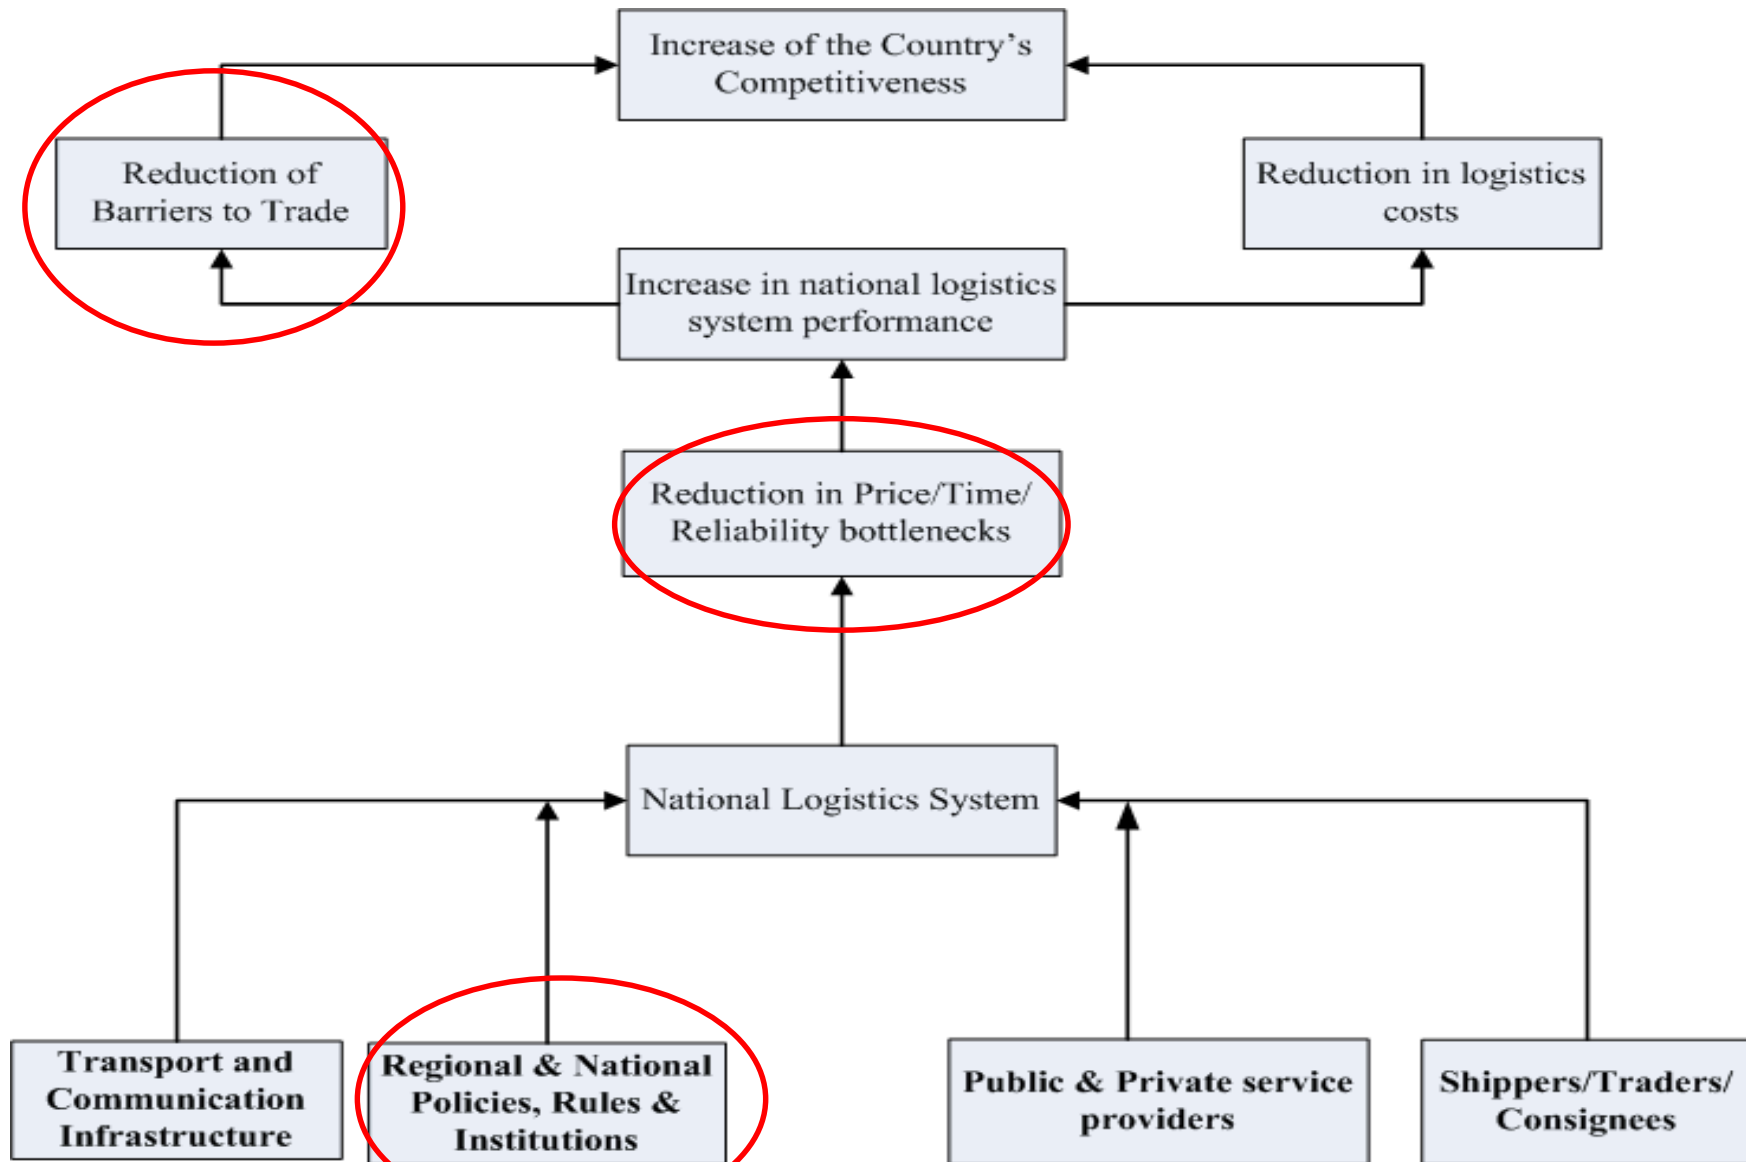 Increase of the Country’s
Competitiveness
Reduction of
Barriers to Trade
Reduction in logistics
costs
Increase in national logistics
system performance
Reduction in Price/Time/
Reliability bottlenecks
National Logistics System
Transport and
Communication
Infrastructure
Regional & National
Policies, Rules &
Institutions
Public & Private service
providers
Shippers/Traders/
Consignees